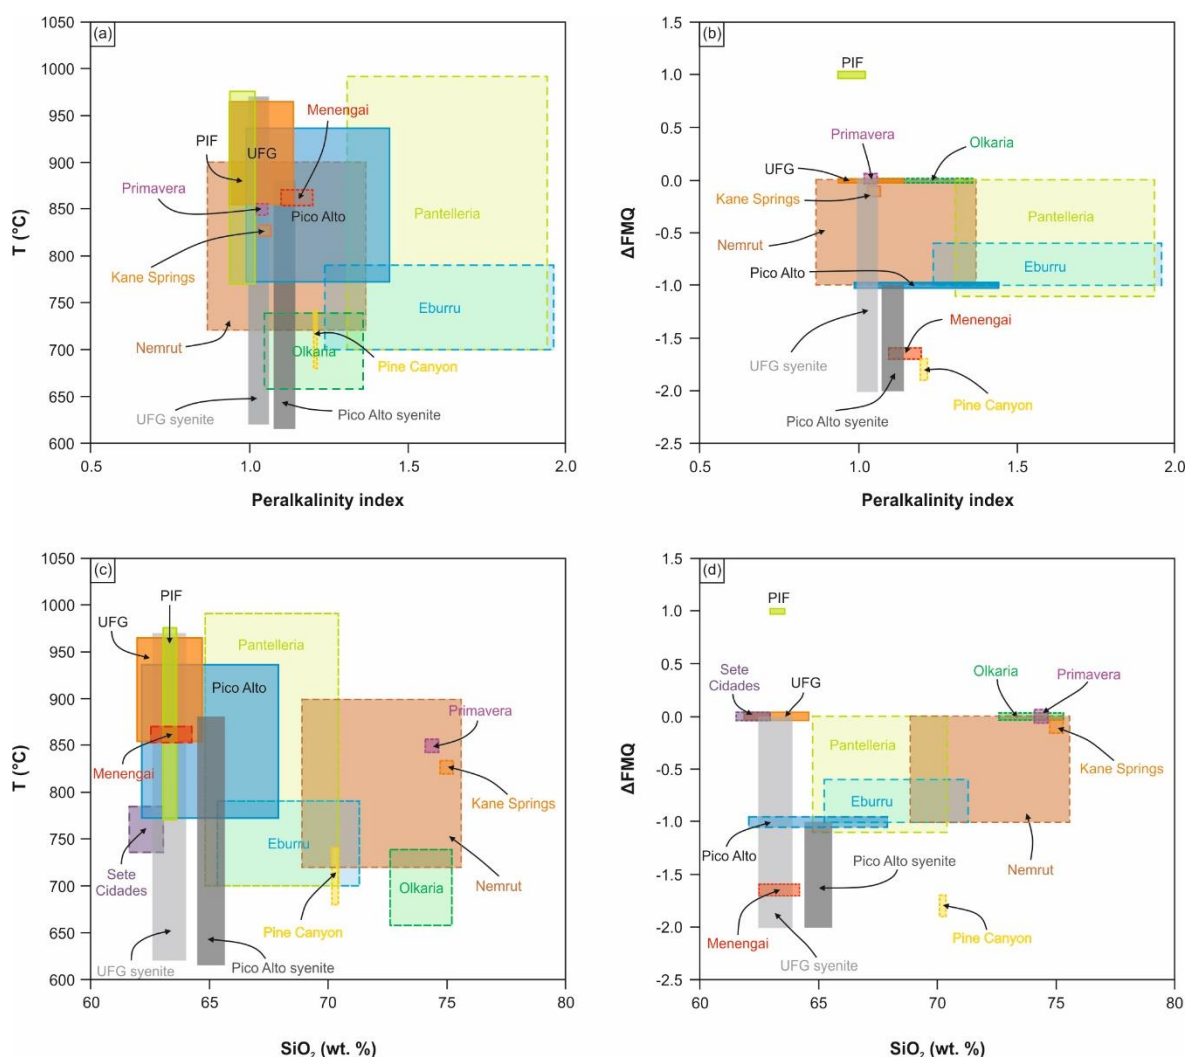 (a)
1050
1000
950
900
850
800
750
700
650
600
T (°C)
Menengai
PIF
UFG
Primavera
Pico Alto
Pantelleria
Kane Springs
Eburru
Nemrut
Olkaria
Pine Canyon
UFG syenite
Pico Alto syenite
0.5
1.0
1.5
2.0
Peralkalinity index
(b)
1.5
1.0
0.5
0.0
-0.5
-1.0
-1.5
-2.0
-2.5
ΔFMQ
PIF
Primavera
Olkaria
UFG
Kane Springs
Pantelleria
Nemrut
Eburru
Pico Alto
Menengai
UFG syenite
Pine Canyon
Pico Alto syenite
0.5
1.0
1.5
2.0
Peralkalinity index
(c)
1050
1000
950
900
850
800
750
700
650
600
T (°C)
PIF
UFG
Pantelleria
Pico Alto
Primavera
Menengai
Kane Springs
Eburru
Sete
Cidades
Nemrut
Olkaria
Pine Canyon
UFG syenite
Pico Alto syenite
60
65
70
75
80
SiO₂ (wt. %)
(d)
1.5
1.0
0.5
0.0
-0.5
-1.0
-1.5
-2.0
-2.5
ΔFMQ
PIF
Sete
Cidades
UFG
Olkaria
Primavera
Pantelleria
Kane Springs
Eburru
Pico Alto
Pico Alto syenite
Nemrut
Menengai
Pine Canyon
UFG syenite
60
65
70
75
80
SiO₂ (wt. %)